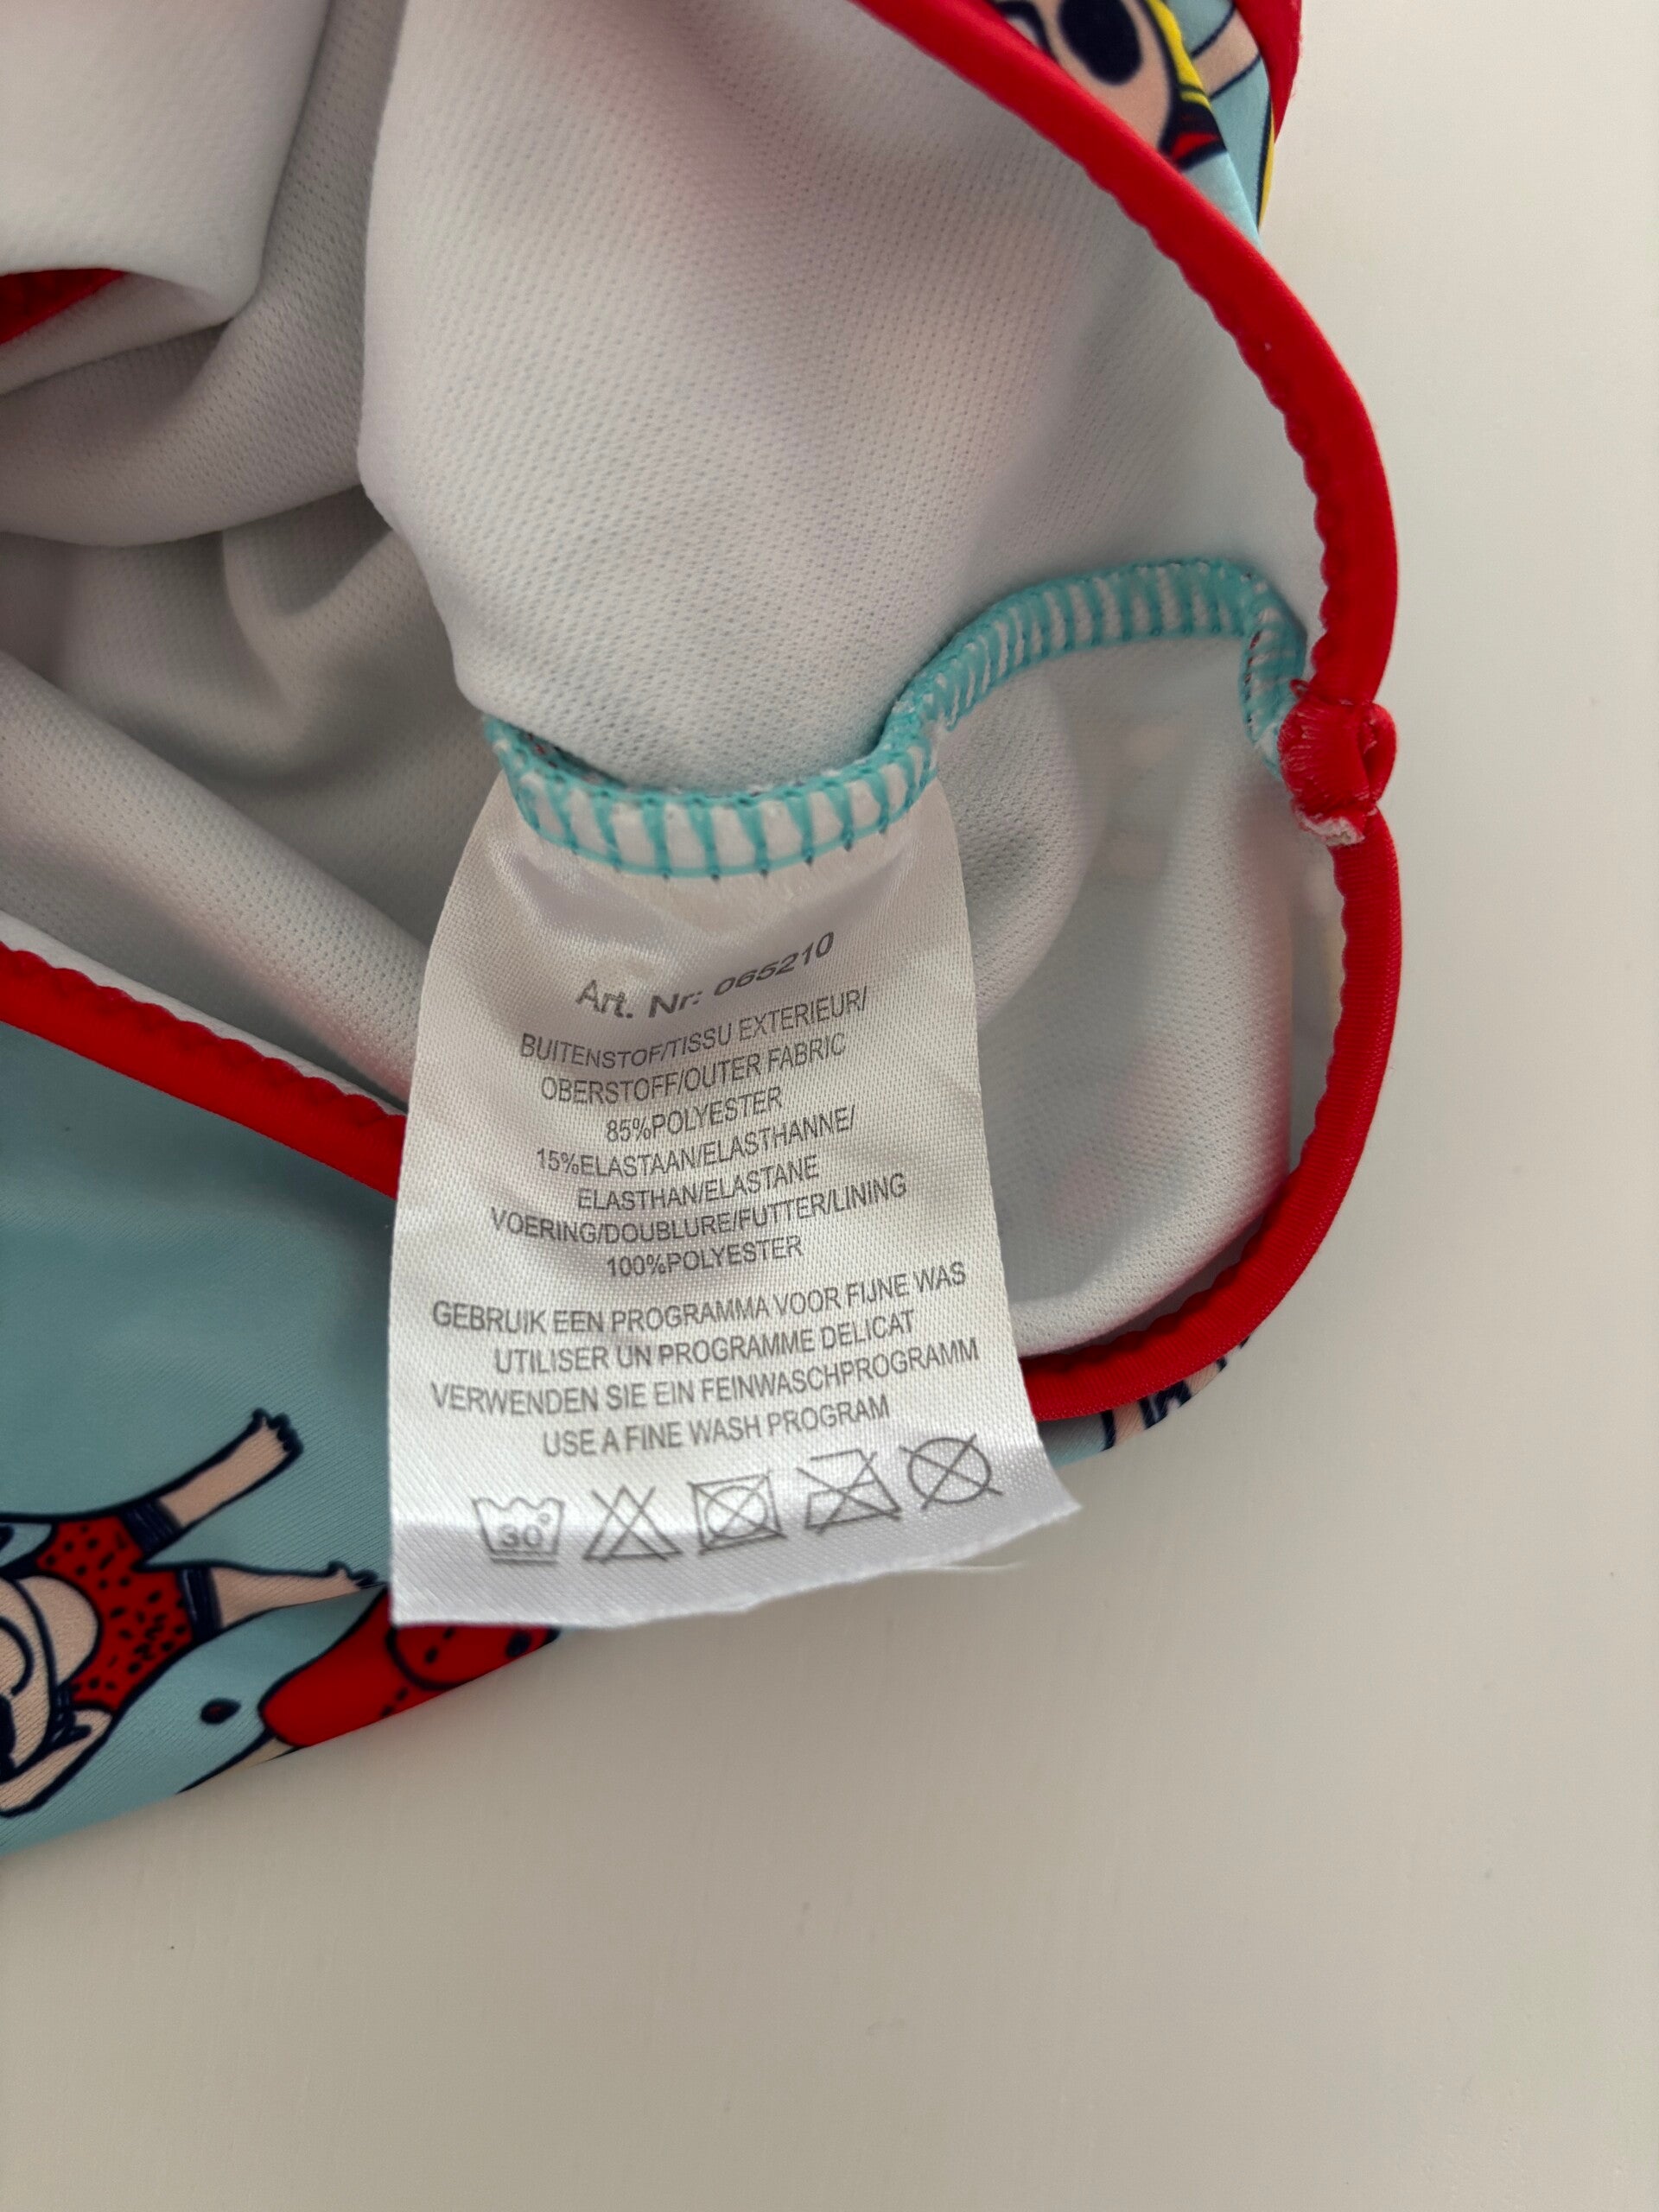 Art. Nr: 065210
BUITENSTOF/TISSU EXTERIEUR/
OBERSTOFF/OUTER FABRIC
85%POLYESTER
15%ELASTAAN/ELASTHANNE/
ELASTHAN/ELASTANE
VOERING/DOUBLURE/FUTTER/LINING
100%POLYESTER
GEBRUIK EEN PROGRAMMA VOOR FIJNE WAS
UTILISER UN PROGRAMME DELICAT
VERWENDEN SIE EIN FEINWASCHPROGRAMM
USE A FINE WASH PROGRAM
30°